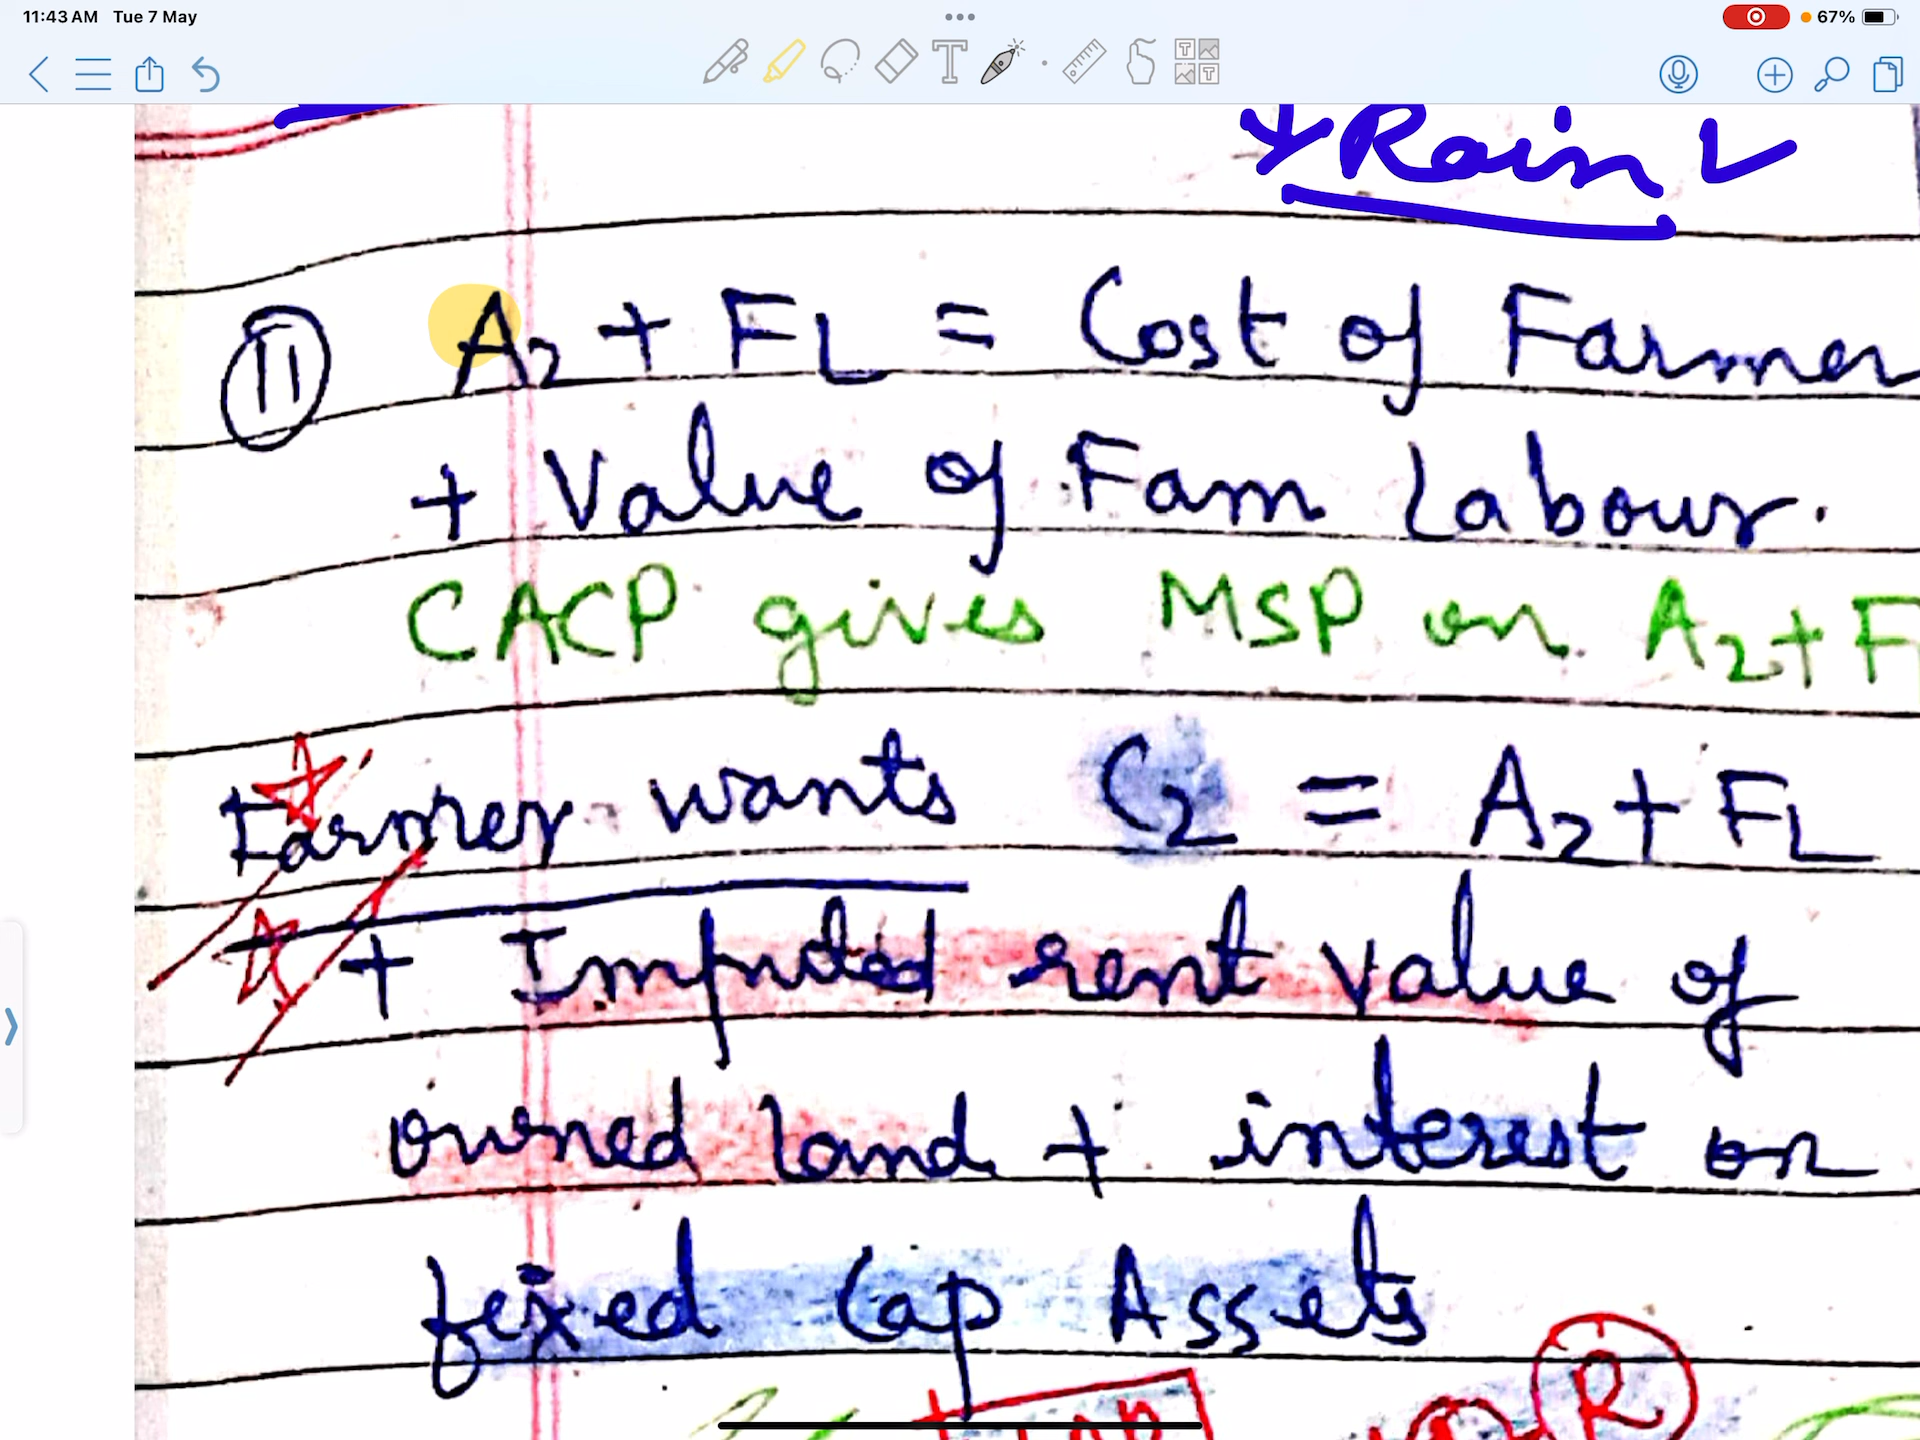 11:43 AM Tue 7 May
67%
Rain
11 A2 + FL = Cost of Farmer
+ Value of Fam Labour.
CACP gives MSP on A2 + F
Farmer wants C2 = A2 + FL
+ Imputed rent value of
owned land + interest on
fixed Cap Assets
R